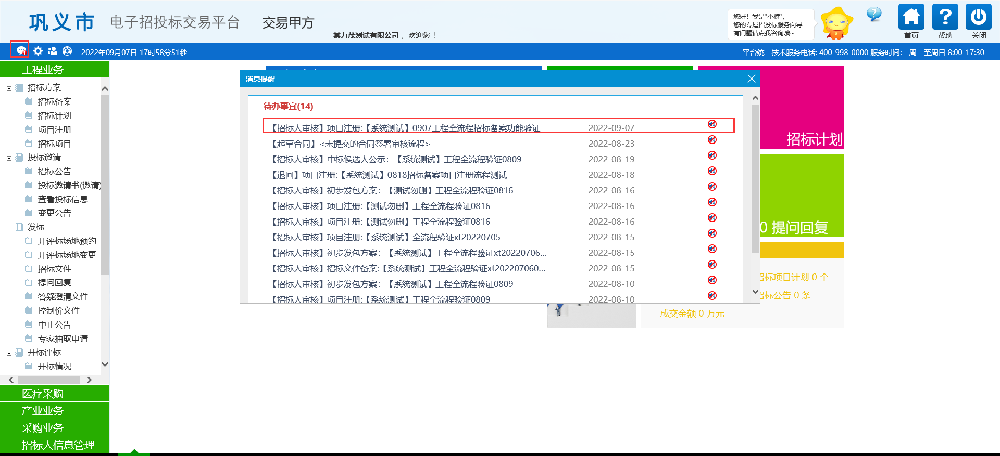 巩义市 电子招投标交易平台 交易甲方
某力茂测试有限公司 ，欢迎您！
您好！我是"小桥",
您的专属招投标服务向导,
有问题请点我咨询哦~
首页 帮助 关闭
2022年09月07日 17时58分51秒
平台统一技术服务电话: 400-998-0000 服务时间： 周一至周日 8:00-17:30
工程业务
招标方案
招标备案
招标计划
项目注册
招标项目
投标邀请
招标公告
投标邀请书(邀请)
查看投标信息
变更公告
发标
开评标场地预约
开评标场地变更
招标文件
提问回复
答疑澄清文件
控制价文件
中止公告
专家抽取申请
开标评标
开标情况
医疗采购
产业业务
采购业务
招标人信息管理
消息提醒
待办事宜(14)
【招标人审核】项目注册:【系统测试】0907工程全流程招标备案功能验证 2022-09-07
【起草合同】<未提交的合同签署审核流程> 2022-08-23
【招标人审核】中标候选人公示：【系统测试】工程全流程验证0809 2022-08-19
【退回】项目注册:【系统测试】0818招标备案项目注册流程测试 2022-08-18
【招标人审核】初步发包方案：【测试勿删】工程全流程验证0816 2022-08-16
【招标人审核】项目注册:【测试勿删】工程全流程验证0816 2022-08-16
【招标人审核】项目注册:【测试勿删】工程全流程验证0816 2022-08-16
【招标人审核】项目注册:【系统测试】全流程验证xt20220705 2022-08-15
【招标人审核】初步发包方案：【系统测试】工程全流程验证xt20220706... 2022-08-15
【招标人审核】招标文件备案:【系统测试】工程全流程验证xt202207060... 2022-08-15
【招标人审核】初步发包方案：【系统测试】工程全流程验证0809 2022-08-10
【招标人审核】项目注册:【系统测试】工程全流程验证0809 2022-08-10
招标计划
0 提问回复
招标项目计划 0 个
招标公告 0 条
成交金额 0 万元